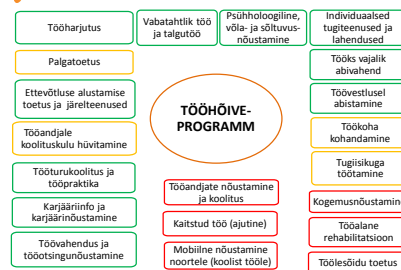 Tööharjutus
Vabatahtlik töö
ja talgutöö
Psühholoogiline,
võla- ja sõltuvus-
nõustamine
Individuaalsed
tugiteenused ja
lahendused
Palgatoetus
Tööks vajalik
abivahend
Ettevõtluse alustamise
toetus ja järelteenused
Töövestlusel
abistamine
TÖÖHÕIVE-
PROGRAMM
Tööandjale
koolituskulu hüvitamine
Töökoha
kohandamine
Tööturukoolitus ja
tööpraktika
Tugiisikuga
töötamine
Tööandjate nõustamine
ja koolitus
Karjääriinfo ja
karjäärinõustamine
Kogemusnõustamine
Kaitstud töö (ajutine)
Töövahendus ja
tööotsingunõustamine
Tööalane
rehabilitatsioon
Mobiilne nõustamine
noortele (koolist tööle)
Töölesõidu toetus